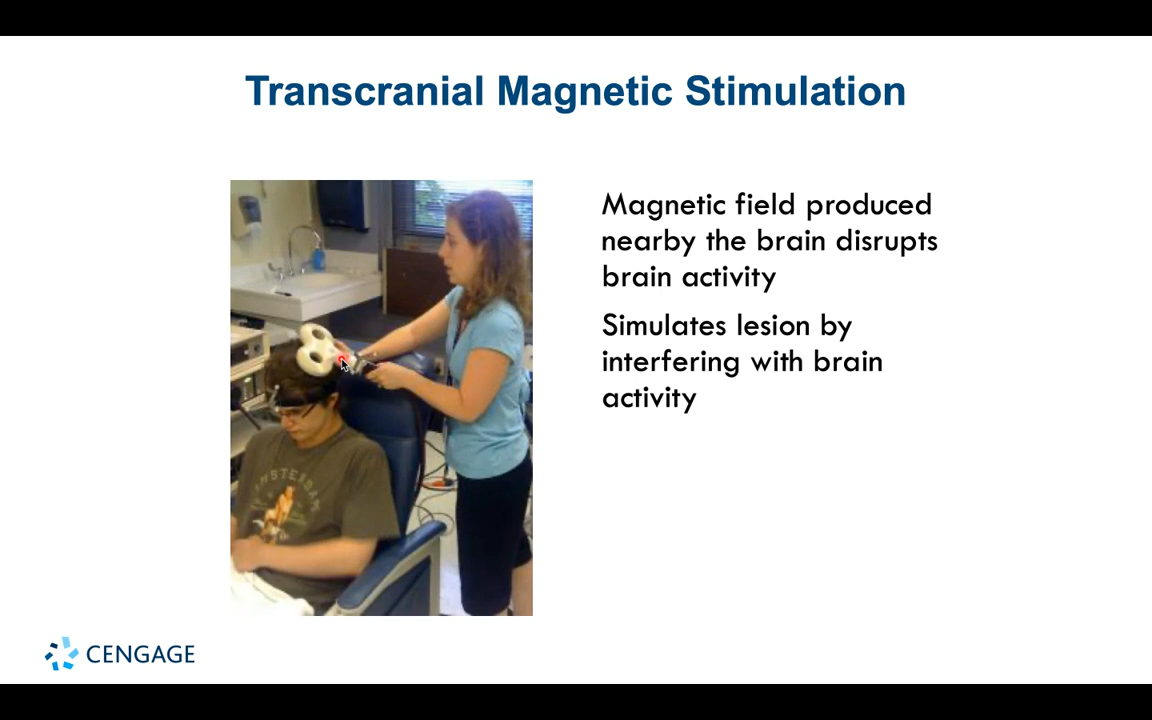 Transcranial Magnetic Stimulation
Magnetic field produced
nearby the brain disrupts
brain activity
Simulates lesion by
interfering with brain
activity
AMSTERDAM
CENGAGE